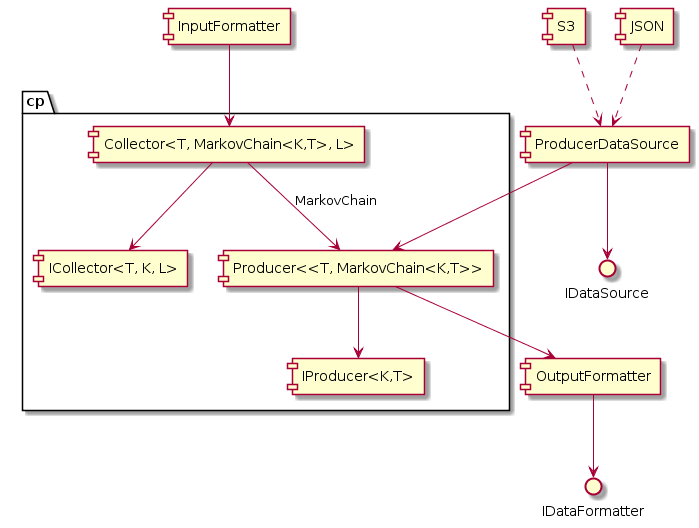 InputFormatter
S3
JSON
cp
Collector<T, MarkovChain<K,T>, L>
ProducerDataSource
MarkovChain
ICollector<T, K, L>
Producer<<T, MarkovChain<K,T>>
IDataSource
IProducer<K,T>
OutputFormatter
IDataFormatter